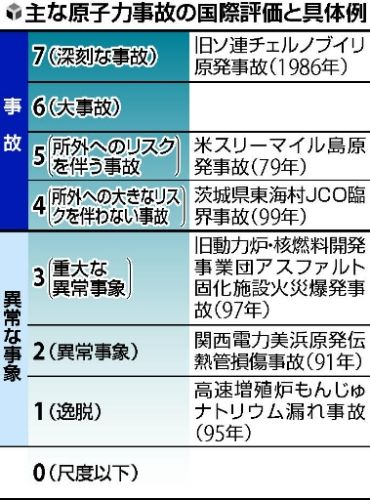 主な原子力事故の国際評価と具体例
事故
7(深刻な事故)
旧ソ連チェルノブイリ
原発事故(1986年)
6(大事故)
5(所外へのリスク
を伴う事故)
米スリーマイル島原
発事故(79年)
4(所外への大きなリス
クを伴わない事故)
茨城県東海村JCO臨
界事故(99年)
異常な事象
3(重大な
異常事象)
旧動力炉・核燃料開発
事業団アスファルト
固化施設火災爆発事
故(97年)
2(異常事象)
関西電力美浜原発伝
熱管損傷事故(91年)
1(逸脱)
高速増殖炉もんじゅ
ナトリウム漏れ事故
(95年)
0(尺度以下)